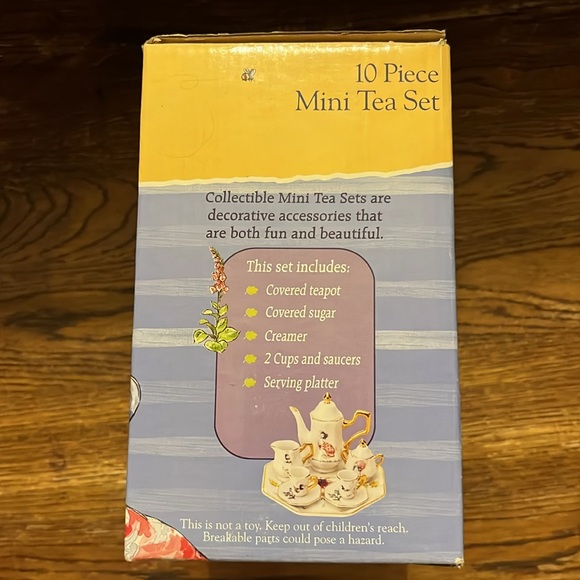 10 Piece
Mini Tea Set
Collectible Mini Tea Sets are
decorative accessories that
are both fun and beautiful.
This set includes:
Covered teapot
Covered sugar
Creamer
2 Cups and saucers
Serving platter
This is not a toy. Keep out of children's reach.
Breakable parts could pose a hazard.